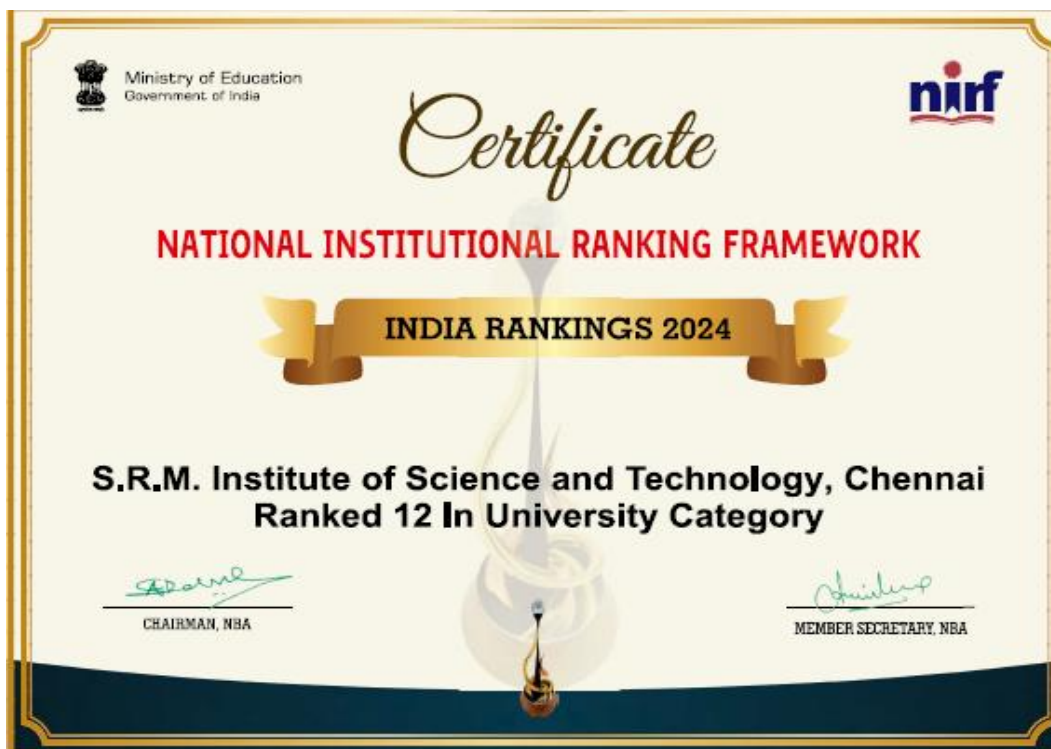 Ministry of Education
Government of India
nirf
Certificate
NATIONAL INSTITUTIONAL RANKING FRAMEWORK
INDIA RANKINGS 2024
S.R.M. Institute of Science and Technology, Chennai
Ranked 12 In University Category
CHAIRMAN, NBA
MEMBER SECRETARY, NBA